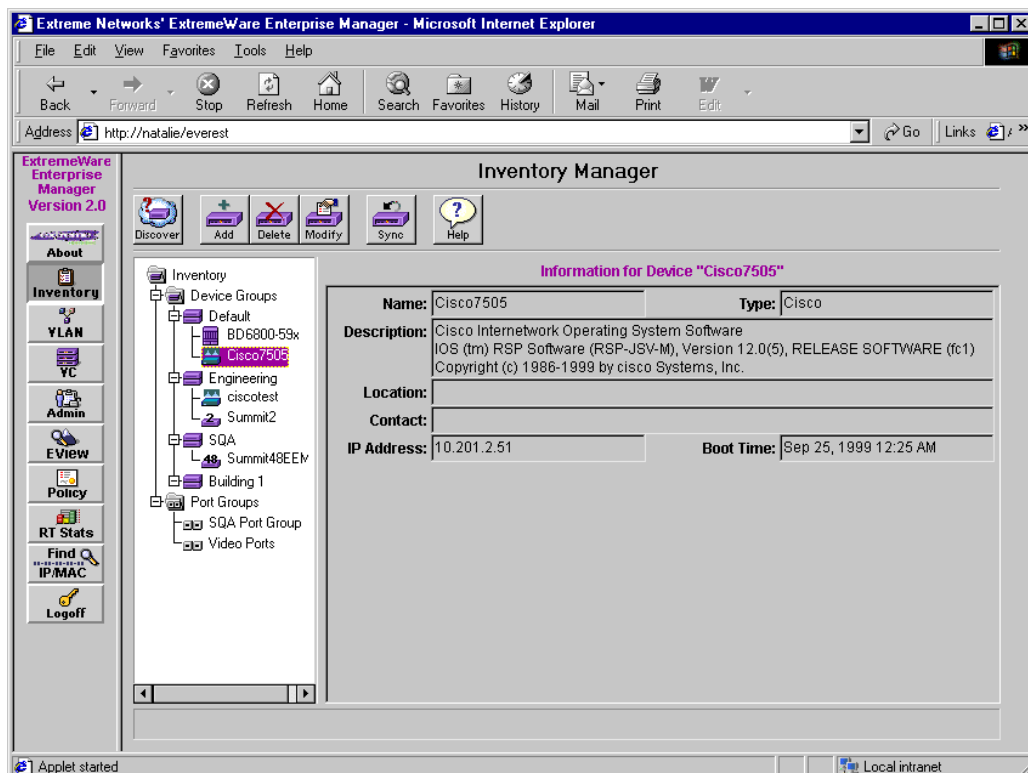 Extreme Networks' ExtremeWare Enterprise Manager - Microsoft Internet Explorer
File Edit View Favorites Tools Help
Back Forward Stop Refresh Home Search Favorites History Mail Print Edit
Address http://natalie/everest Go Links
ExtremeWare
Enterprise
Manager
Version 2.0
About
Inventory
VLAN
VC
Admin
EView
Policy
RT Stats
Find
IP/MAC
Logoff
Inventory Manager
Discover Add Delete Modify Sync Help
Inventory
Device Groups
Default
BD6800-59x
Cisco7505
Engineering
ciscotest
2 Summit2
SQA
48 Summit48EEM
Building 1
Port Groups
SQA Port Group
Video Ports
Information for Device "Cisco7505"
Name: Cisco7505 Type: Cisco
Description: Cisco Internetwork Operating System Software
IOS (tm) RSP Software (RSP-JSV-M), Version 12.0(5), RELEASE SOFTWARE (fc1)
Copyright (c) 1986-1999 by cisco Systems, Inc.
Location:
Contact:
IP Address: 10.201.2.51 Boot Time: Sep 25, 1999 12:25 AM
Applet started Local intranet